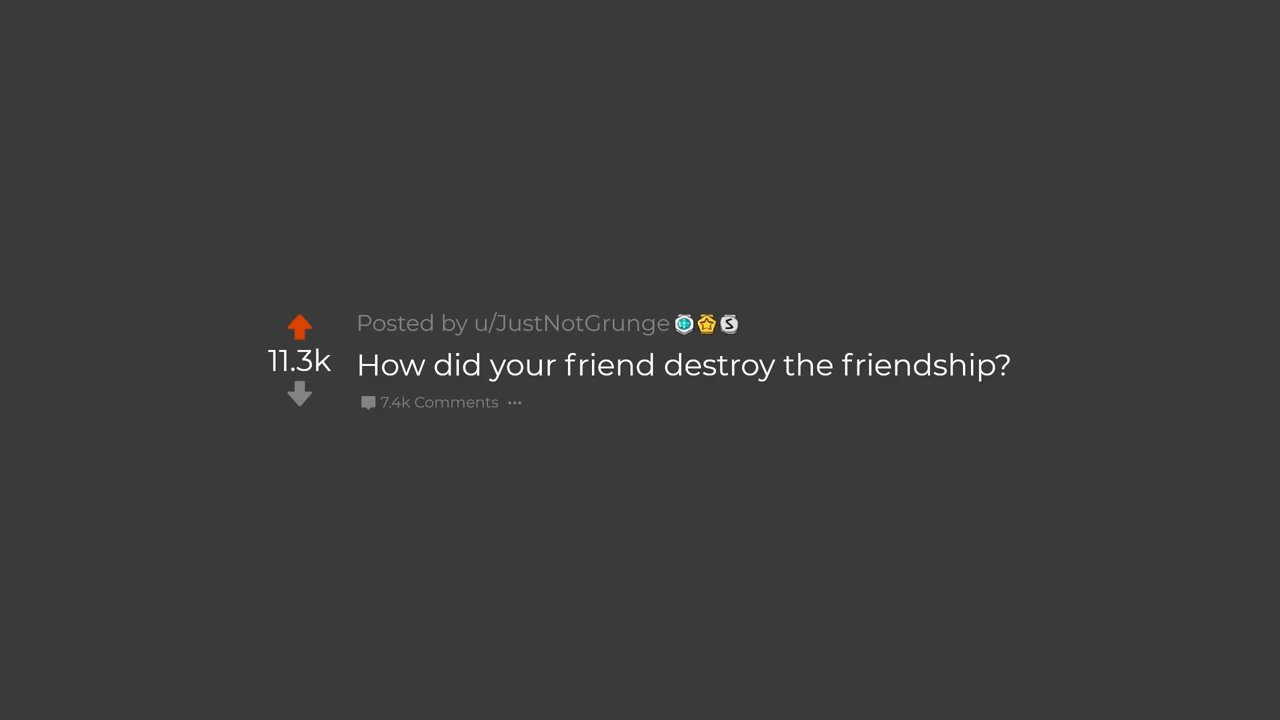 Posted by u/JustNotGrunge
11.3k
How did your friend destroy the friendship?
7.4k Comments ...